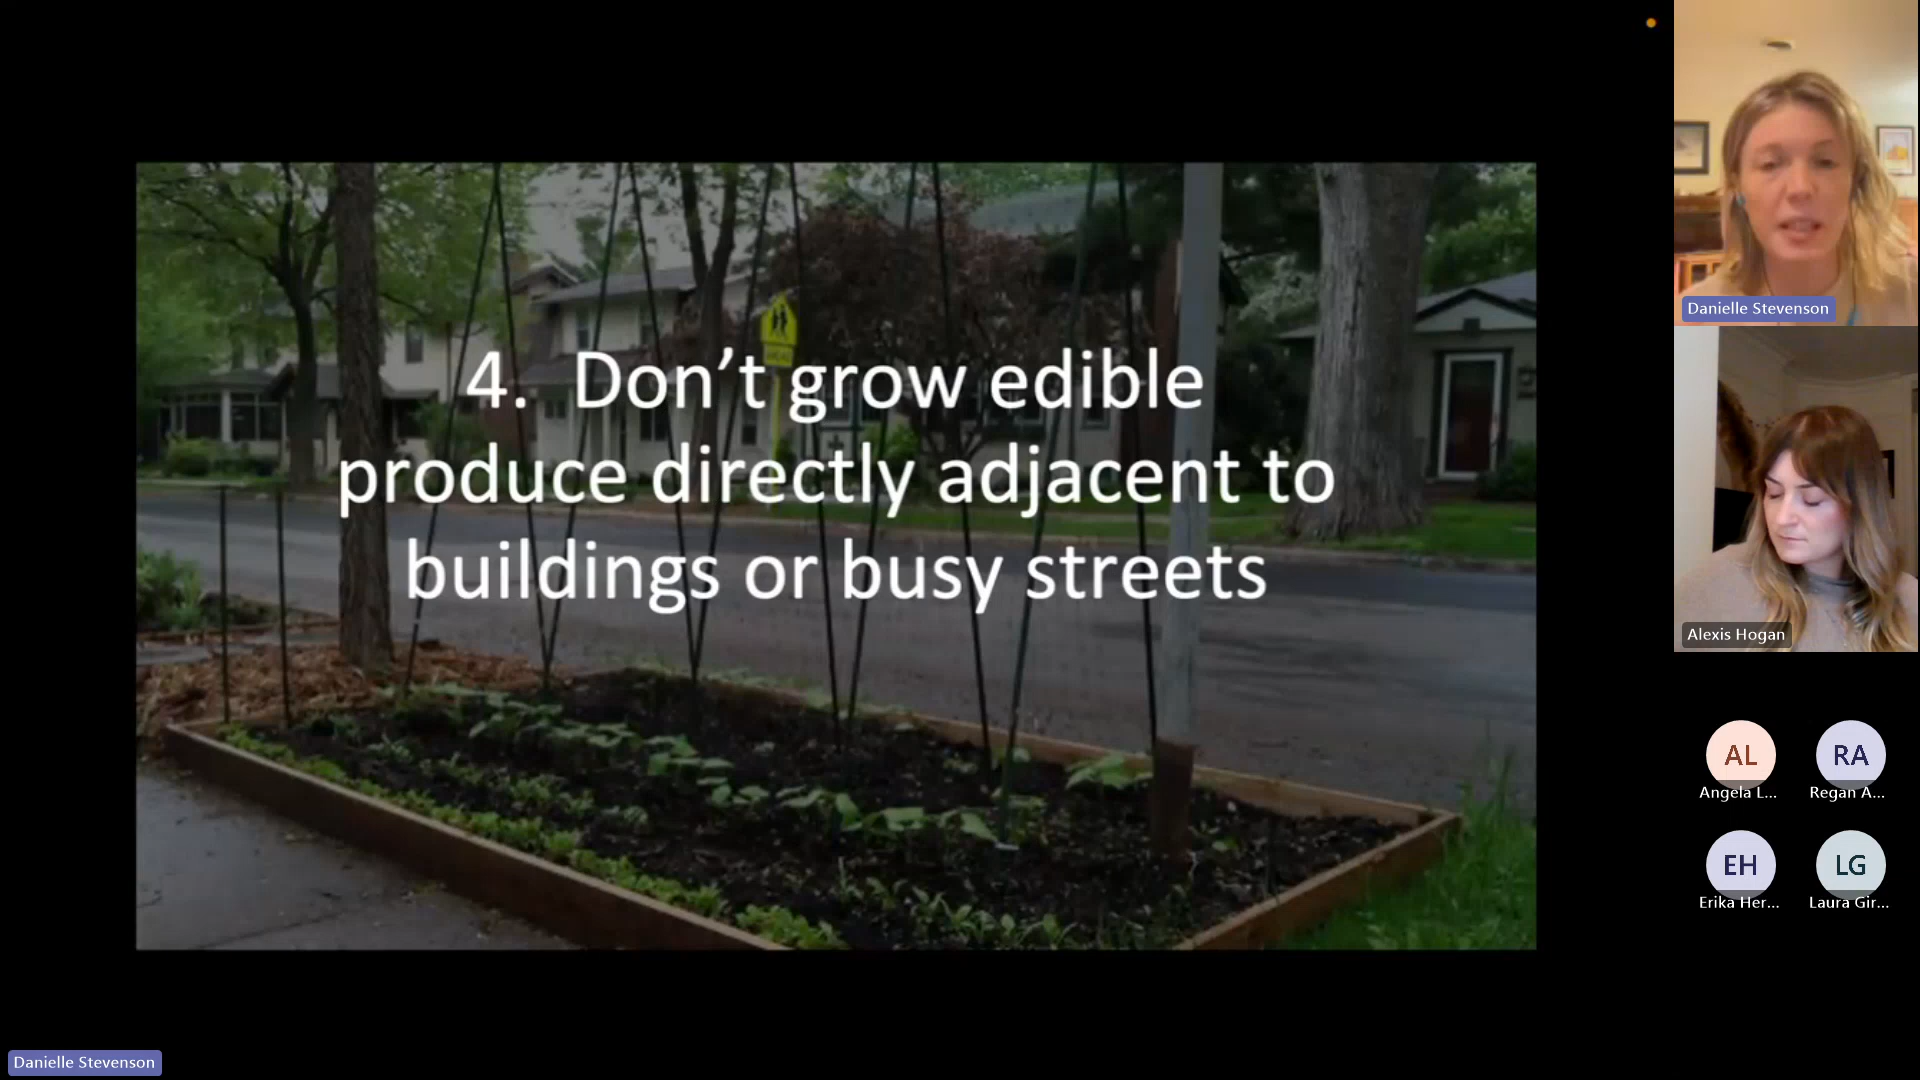 4. Don't grow edible
produce directly adjacent to
buildings or busy streets
Danielle Stevenson
Alexis Hogan
AL
RA
Angela L...
Regan A...
EH
LG
Erika Her...
Laura Gir...
Danielle Stevenson